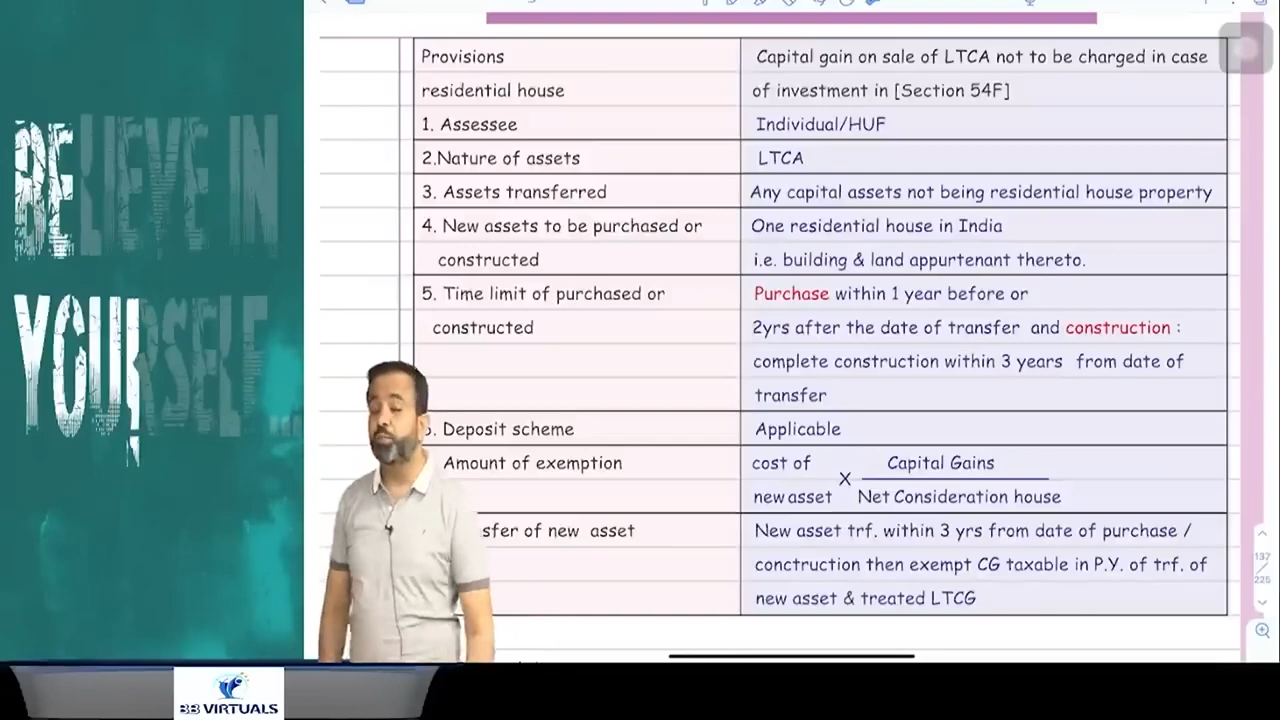 BELIEVE IN
YOURSELF
Provisions
Capital gain on sale of LTCA not to be charged in case
residential house
of investment in [Section 54F]
1. Assessee
Individual/HUF
2.Nature of assets
LTCA
3. Assets transferred
Any capital assets not being residential house property
4. New assets to be purchased or
constructed
One residential house in India
i.e. building & land appurtenant thereto.
5. Time limit of purchased or
constructed
Purchase within 1 year before or
2yrs after the date of transfer and construction :
complete construction within 3 years from date of
transfer
Deposit scheme
Applicable
Amount of exemption
cost of
new asset
X
Capital Gains
Net Consideration house
sfer of new asset
New asset trf. within 3 yrs from date of purchase /
conctruction then exempt CG taxable in P.Y. of trf. of
new asset & treated LTCG
137
225
BB VIRTUALS